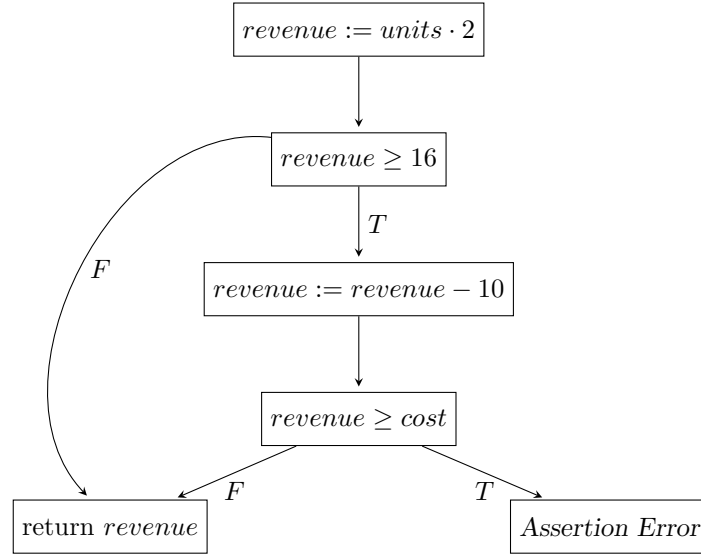 revenue := units · 2
revenue ≥ 16
T
F
revenue := revenue − 10
revenue ≥ cost
F
T
return revenue
Assertion Error